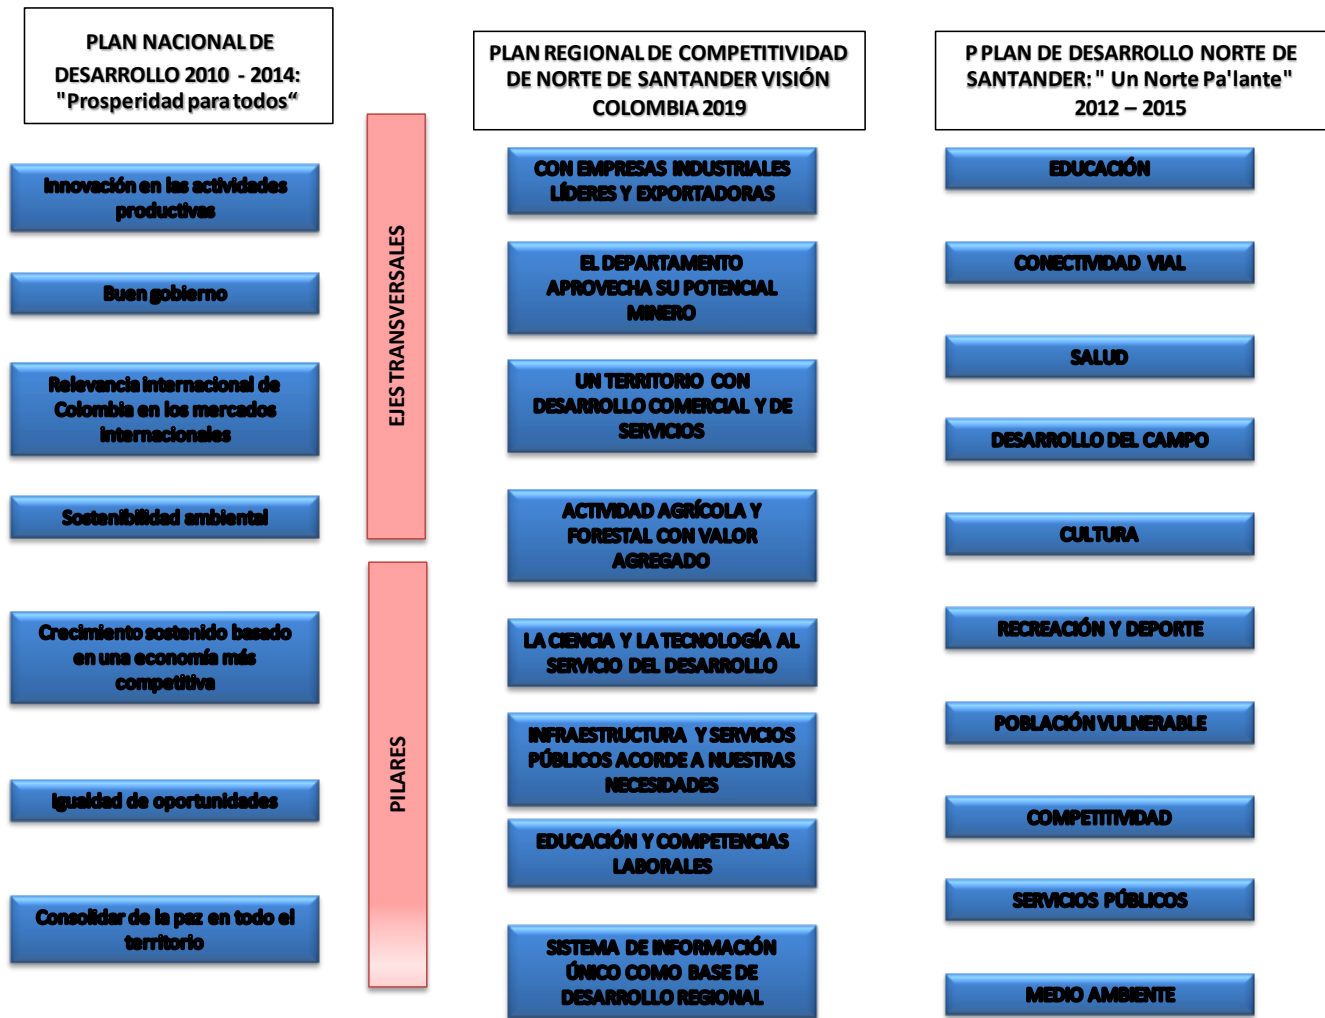 PLAN NACIONAL DE
DESARROLLO 2010 - 2014:
"Prosperidad para todos“
Innovación en las actividades
productivas
Buen gobierno
Relevancia internacional de
Colombia en los mercados
internacionales
Sostenibilidad ambiental
Crecimiento sostenido basado
en una economía más
competitiva
Igualdad de oportunidades
Consolidar de la paz en todo el
territorio
EJES TRANSVERSALES
PILARES
PLAN REGIONAL DE COMPETITIVIDAD
DE NORTE DE SANTANDER VISIÓN
COLOMBIA 2019
CON EMPRESAS INDUSTRIALES
LÍDERES Y EXPORTADORAS
EL DEPARTAMENTO
APROVECHA SU POTENCIAL
MINERO
UN TERRITORIO CON
DESARROLLO COMERCIAL Y DE
SERVICIOS
ACTIVIDAD AGRÍCOLA Y
FORESTAL CON VALOR
AGREGADO
LA CIENCIA Y LA TECNOLOGÍA AL
SERVICIO DEL DESARROLLO
INFRAESTRUCTURA Y SERVICIOS
PÚBLICOS ACORDE A NUESTRAS
NECESIDADES
EDUCACIÓN Y COMPETENCIAS
LABORALES
SISTEMA DE INFORMACIÓN
ÚNICO COMO BASE DE
DESARROLLO REGIONAL
P PLAN DE DESARROLLO NORTE DE
SANTANDER: " Un Norte Pa'lante"
2012 – 2015
EDUCACIÓN
CONECTIVIDAD VIAL
SALUD
DESARROLLO DEL CAMPO
CULTURA
RECREACIÓN Y DEPORTE
POBLACIÓN VULNERABLE
COMPETITIVIDAD
SERVICIOS PÚBLICOS
MEDIO AMBIENTE